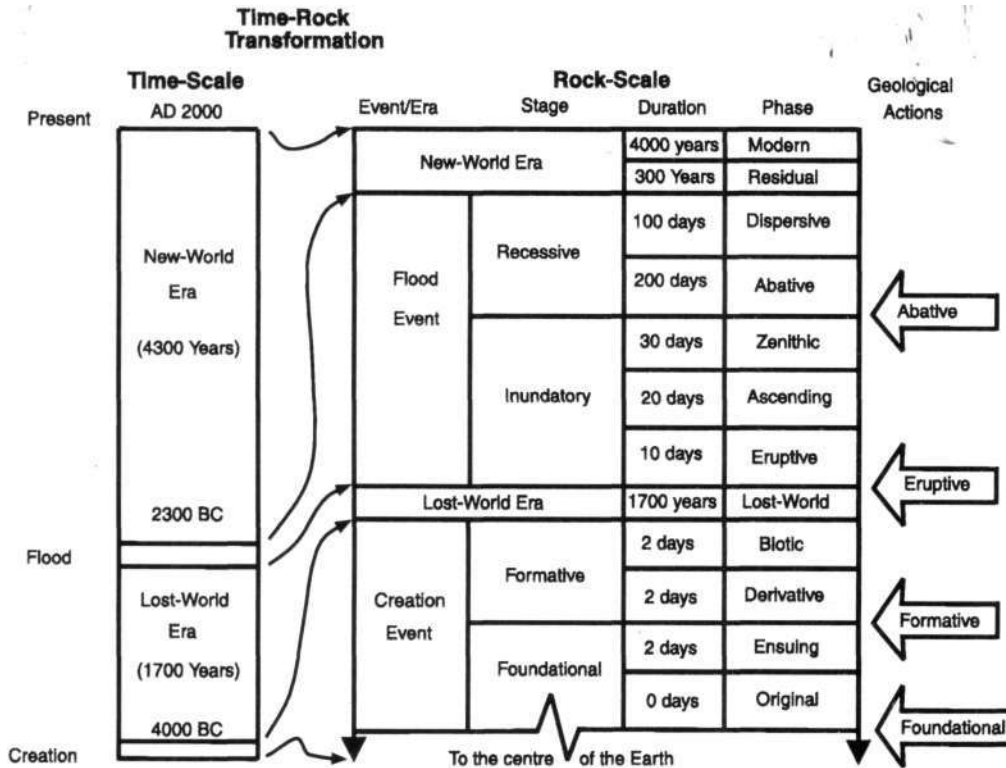 Time-Rock
Transformation
Time-Scale
Rock-Scale
Geological
Actions
Present
AD 2000
Event/Era
Stage
Duration
Phase
New-World Era
4000 years
Modern
300 Years
Residual
New-World
Era
(4300 Years)
2300 BC
Flood
Event
Recessive
100 days
Dispersive
200 days
Abative
Abative
Inundatory
30 days
Zenithic
20 days
Ascending
10 days
Eruptive
Eruptive
Lost-World Era
1700 years
Lost-World
Flood
Lost-World
Era
(1700 Years)
4000 BC
Creation
Creation
Event
Formative
2 days
Biotic
2 days
Derivative
Formative
Foundational
2 days
Ensuing
0 days
Original
Foundational
To the centre of the Earth